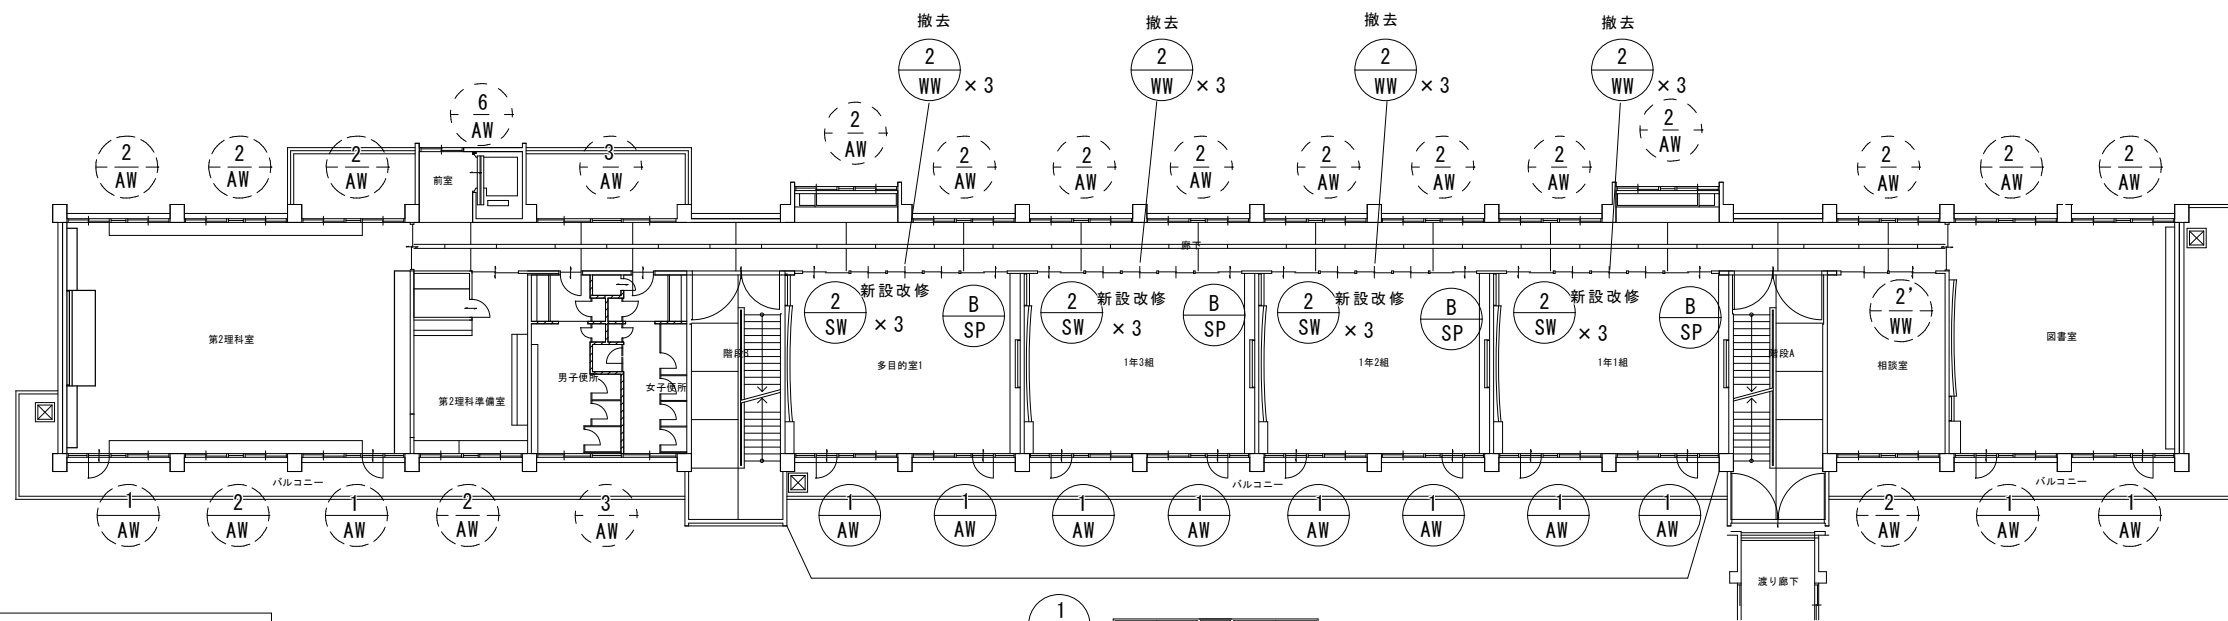 撤去
撤去
撤去
撤去
2
WW
×3
2
WW
×3
2
WW
×3
2
WW
×3
6
AW
2
AW
2
AW
2
AW
2
AW
2
AW
3
AW
2
AW
2
AW
2
AW
2
AW
2
AW
2
AW
2
AW
2
AW
2
AW
前室
廊下
新設改修
2
SW
×3
B
SP
新設改修
2
SW
×3
B
SP
新設改修
2
SW
×3
B
SP
新設改修
2
SW
×3
B
SP
2'
WW
第2理科室
第2理科準備室
男子便所
女子便所
階段B
多目的室1
1年3組
1年2組
1年1組
階段A
相談室
図書室
バルコニー
バルコニー
バルコニー
1
AW
2
AW
1
AW
2
AW
3
AW
1
AW
1
AW
1
AW
1
AW
1
AW
1
AW
1
AW
1
AW
2
AW
1
AW
1
AW
渡り廊下
1